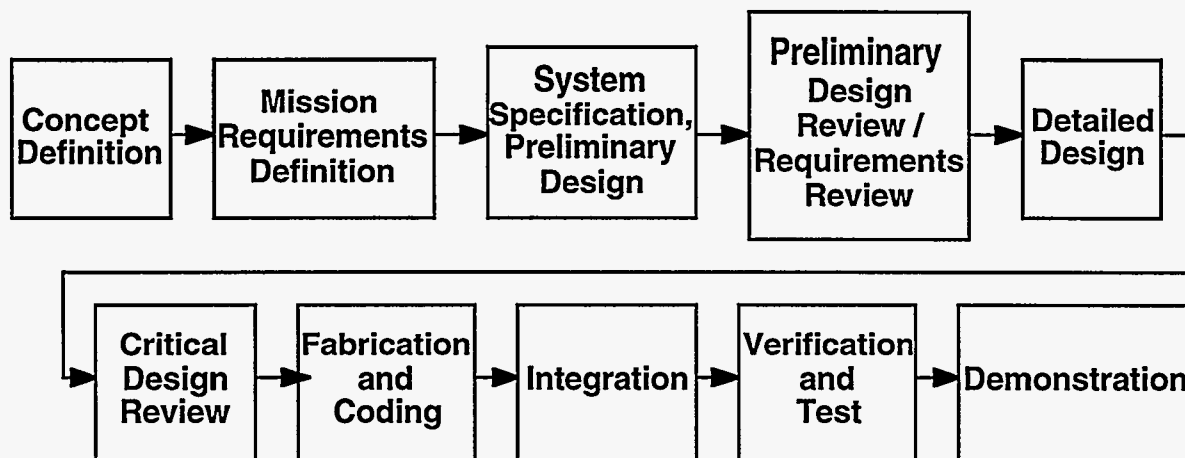 Concept
Definition
Mission
Requirements
Definition
System
Specification,
Preliminary
Design
Preliminary
Design
Review /
Requirements
Review
Detailed
Design
Critical
Design
Review
Fabrication
and
Coding
Integration
Verification
and
Test
Demonstration